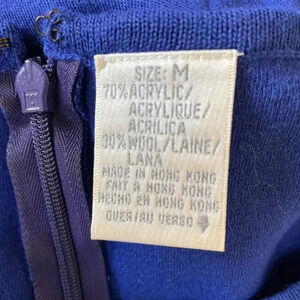 SIZE: M
70% ACRYLIC/
ACRYLIQUE/
ACRILICA
30% WOOL/LAINE/
LANA
MADE IN HONG KONG
FAIT A HONG KONG
HECHO EN HONG KONG
OVER/AU VERSO